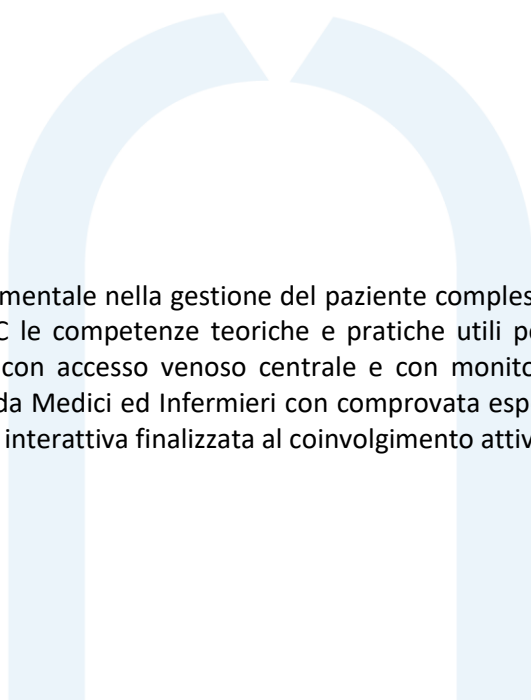 mentale nella gestione del paziente comples
C le competenze teoriche e pratiche utili p
con accesso venoso centrale e con monito
da Medici ed Infermieri con comprovata esp
interattiva finalizzata al coinvolgimento attiv